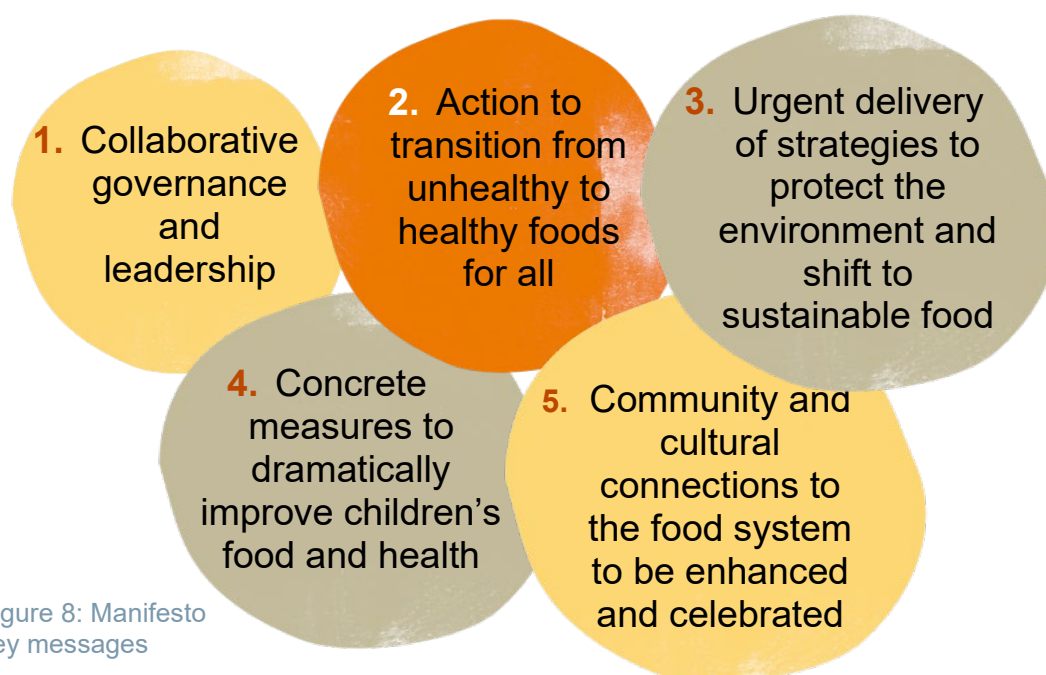 1. Collaborative
governance
and
leadership
2. Action to
transition from
unhealthy to
healthy foods
for all
3. Urgent delivery
of strategies to
protect the
environment and
shift to
sustainable food
4. Concrete
measures to
dramatically
improve children’s
food and health
5. Community and
cultural
connections to
the food system
to be enhanced
and celebrated
gure 8: Manifesto
ey messages